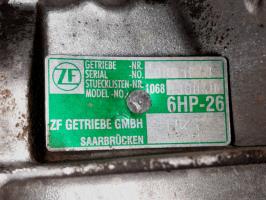 ZF
GETRIEBE -NR.
SERIAL -NO.
STUECKLISTEN-NR.
MODEL-NO. 1068
6HP-26
ZF GETRIEBE GMBH
SAARBRÜCKEN